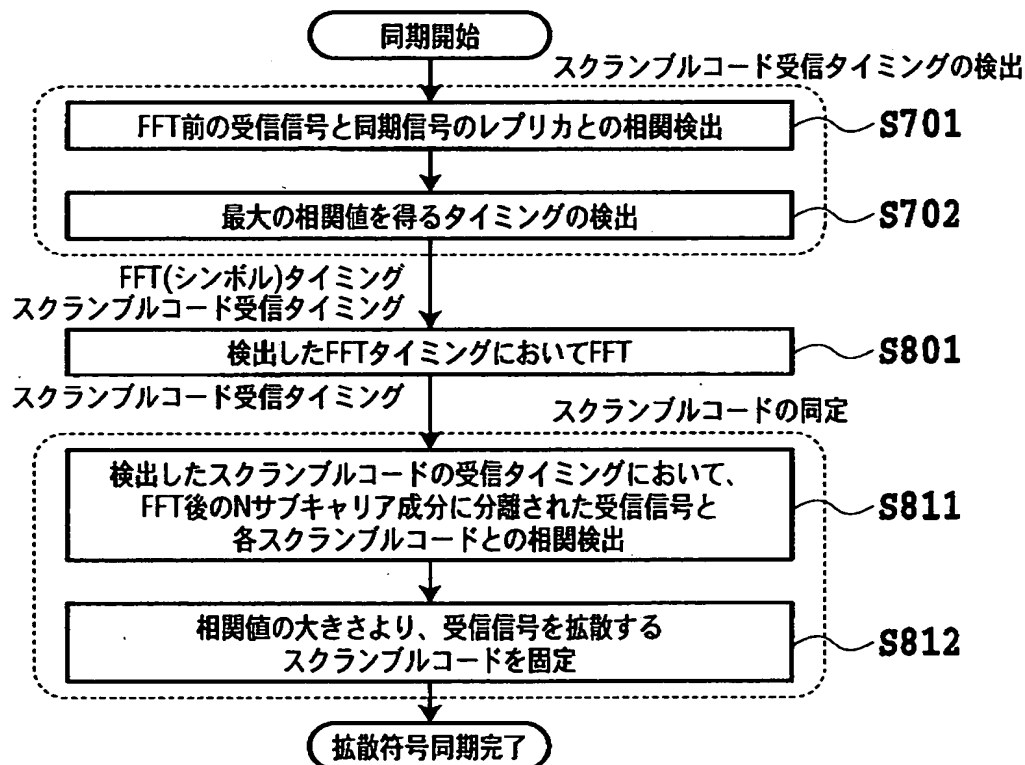 同期開始
スクランブルコード受信タイミングの検出
FFT前の受信信号と同期信号のレプリカとの相関検出
S701
最大の相関値を得るタイミングの検出
S702
FFT(シンボル)タイミング
スクランブルコード受信タイミング
検出したFFTタイミングにおいてFFT
S801
スクランブルコード受信タイミング
スクランブルコードの同定
検出したスクランブルコードの受信タイミングにおいて、
FFT後のNサブキャリア成分に分離された受信信号と
各スクランブルコードとの相関検出
S811
相関値の大きさより、受信信号を拡散する
スクランブルコードを固定
S812
拡散符号同期完了